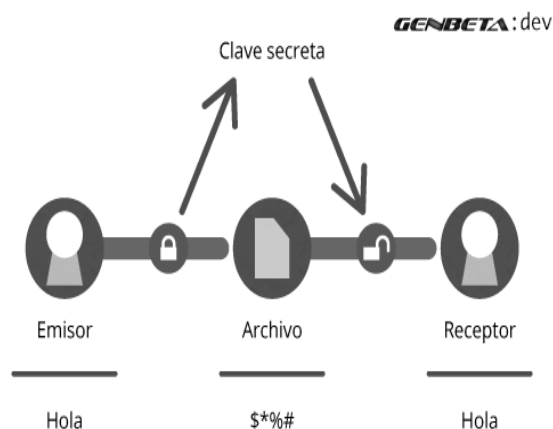 GENBETA:dev
Clave secreta
Emisor
Archivo
Receptor
Hola
$*%#
Hola